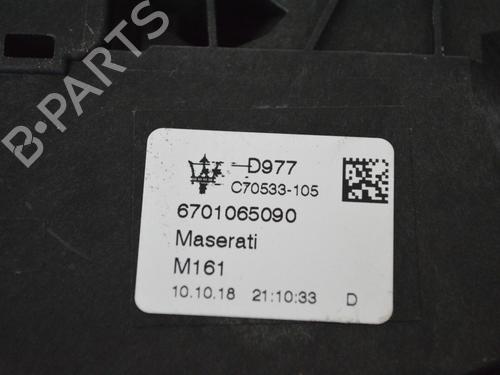 B-PARTS
D977
C70533-105
6701065090
Maserati
M161
10.10.18 21:10:33 D